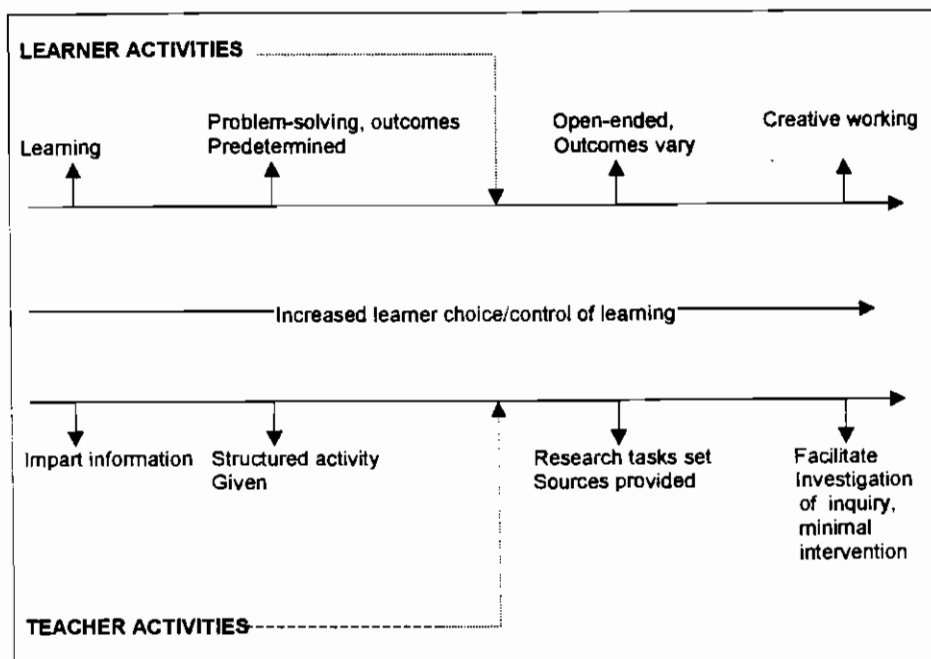 LEARNER ACTIVITIES
Learning
Problem-solving, outcomes
Predetermined
Open-ended,
Outcomes vary
Creative working
Increased learner choice/control of learning
Impart information
Structured activity
Given
Research tasks set
Sources provided
Facilitate
Investigation
of inquiry,
minimal
intervention
TEACHER ACTIVITIES